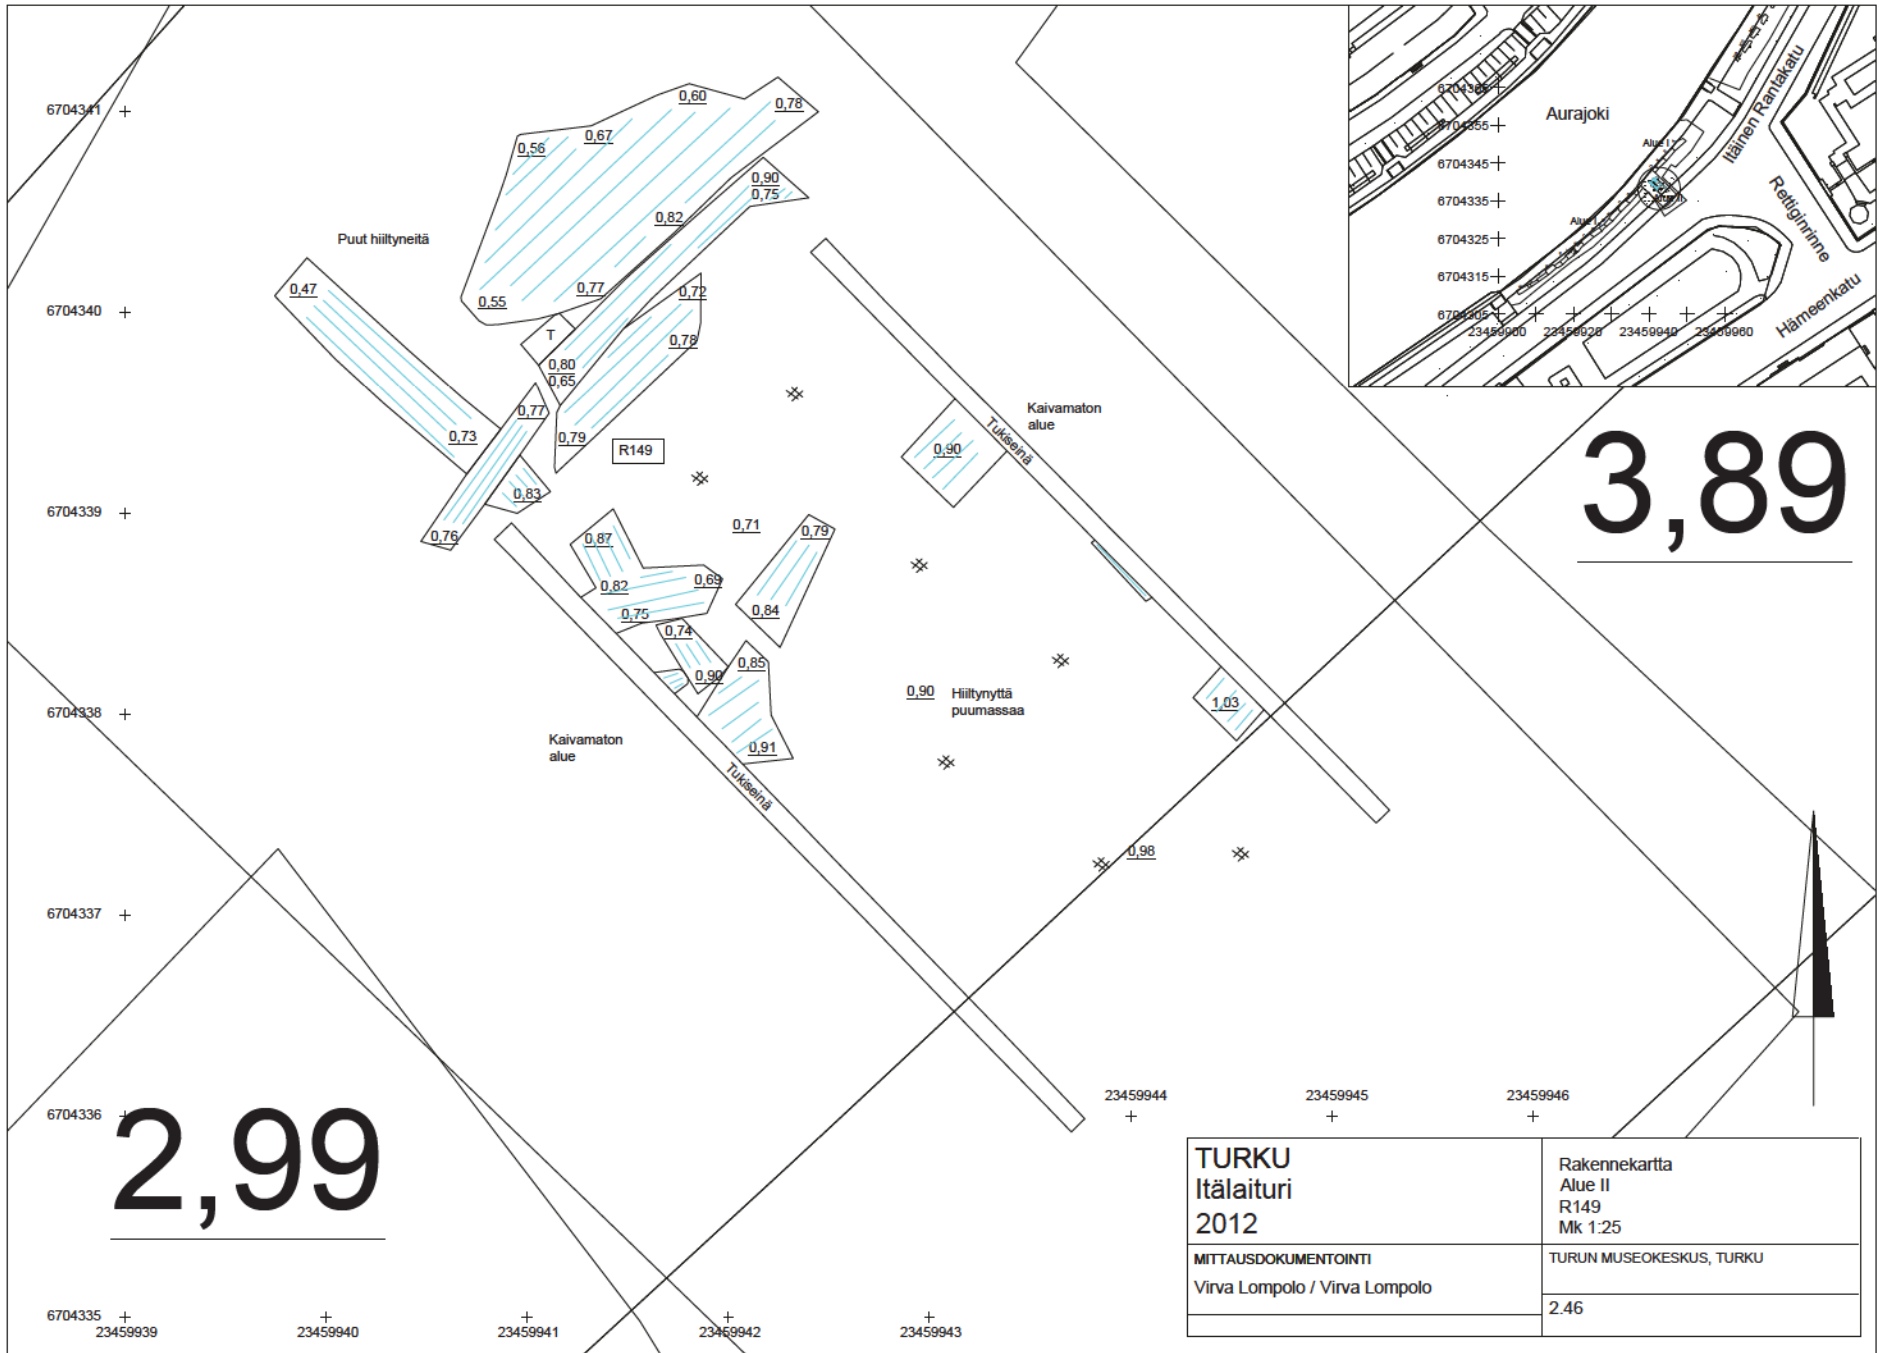 6704341
6704340
6704339
6704338
6704337
6704336
6704335
23459939
23459940
23459941
23459942
23459943
23459944
23459945
23459946
0,60
0,78
0,67
0,56
0,90
0,75
0,82
Puut hiiltyneitä
0,47
0,55
0,77
0,72
T
0,78
0,80
0,65
0,77
0,73
0,79
R149
0,83
0,76
Kaivamaton
alue
Tukiseinä
0,90
0,71
0,79
0,87
0,82
0,69
0,75
0,84
0,74
0,85
0,90
0,90
Hiiltynyttä
puumassaa
1,03
0,91
Kaivamaton
alue
Tukiseinä
0,98
3,89
2,99
Aurajoki
Itäinen Rantakatu
Rettiginrinne
Hämeenkatu
Alue I
Alue I
6704355
6704345
6704335
6704325
6704315
6704305
23459900
23459920
23459940
23459960
TURKU
Itälaituri
2012
Rakennekartta
Alue II
R149
Mk 1:25
MITTAUSDOKUMENTOINTI
Virva Lompolo / Virva Lompolo
TURUN MUSEOKESKUS, TURKU
2.46